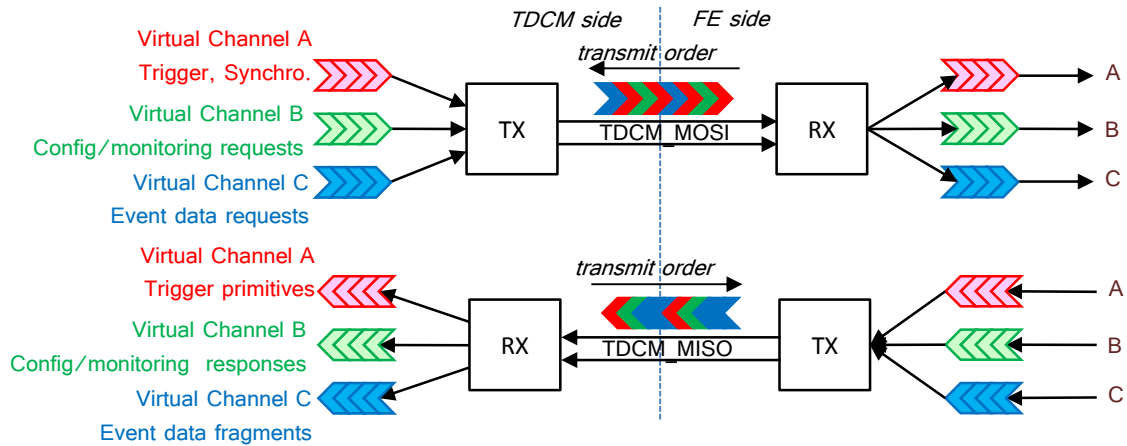 TDCM side
FE side
Virtual Channel A
Trigger, Synchro.
transmit order
A
Virtual Channel B
Config/monitoring requests
TX
TDCM_MOSI
RX
B
Virtual Channel C
Event data requests
C
Virtual Channel A
Trigger primitives
transmit order
A
Virtual Channel B
Config/monitoring responses
RX
TDCM_MISO
TX
B
Virtual Channel C
Event data fragments
C